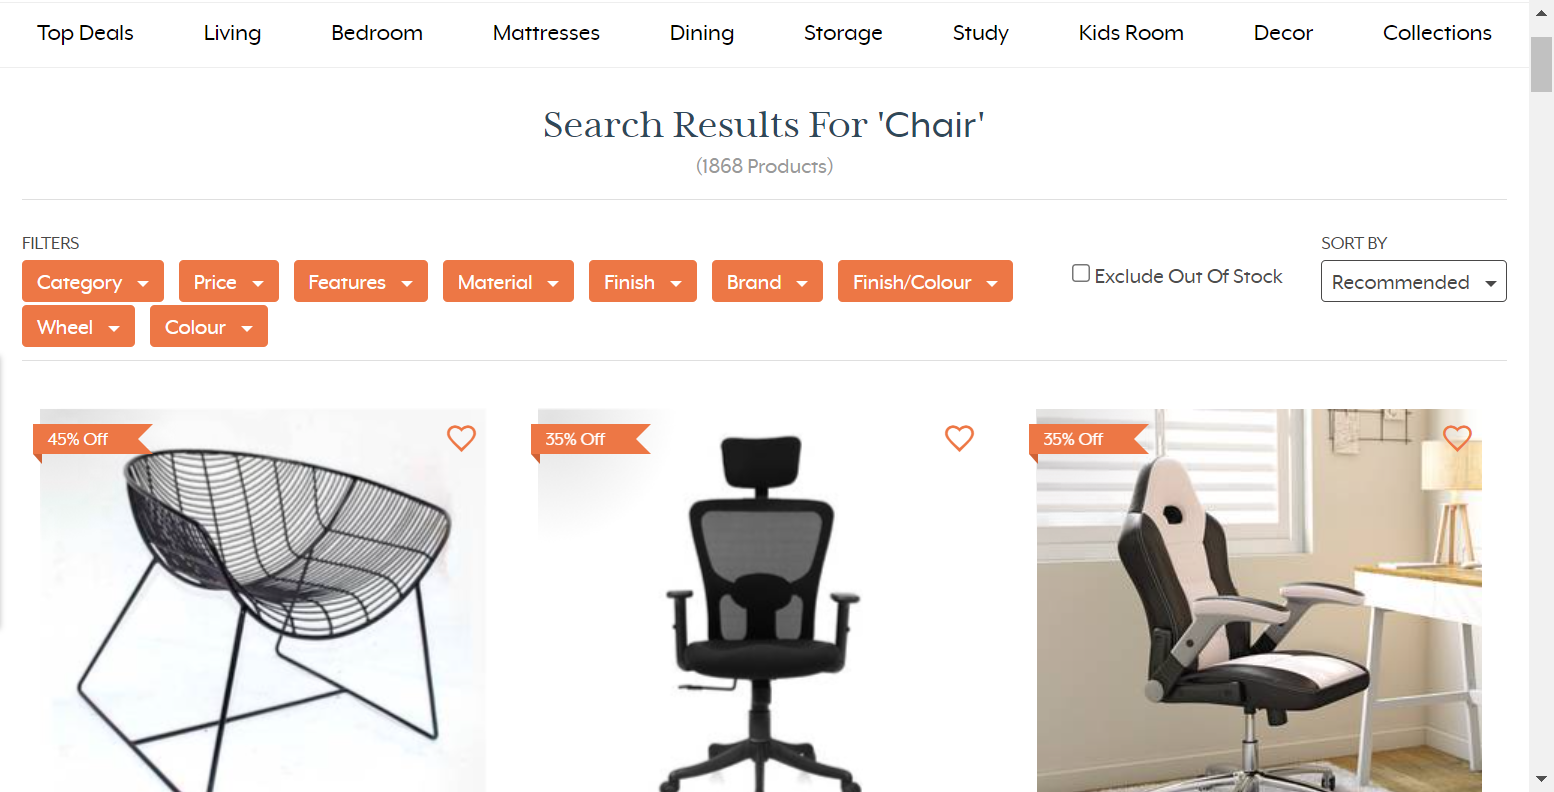 Top Deals Living Bedroom Mattresses Dining Storage Study Kids Room Decor Collections
Search Results For 'Chair'
(1868 Products)
FILTERS
SORT BY
Category Price Features Material Finish Brand Finish/Colour
Exclude Out Of Stock
Recommended
Wheel Colour
45% Off
35% Off
35% Off